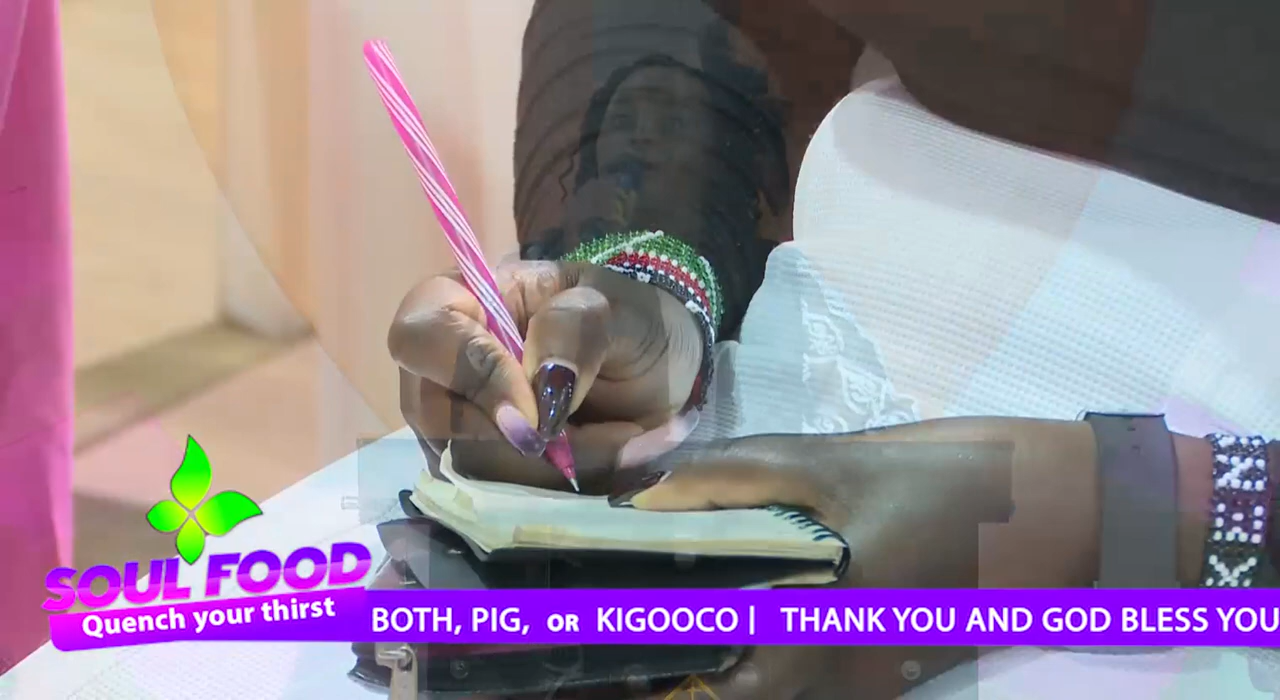 SOUL FOOD
Quench your thirst
BOTH, PIG, OR KIGOOCO | THANK YOU AND GOD BLESS YOU